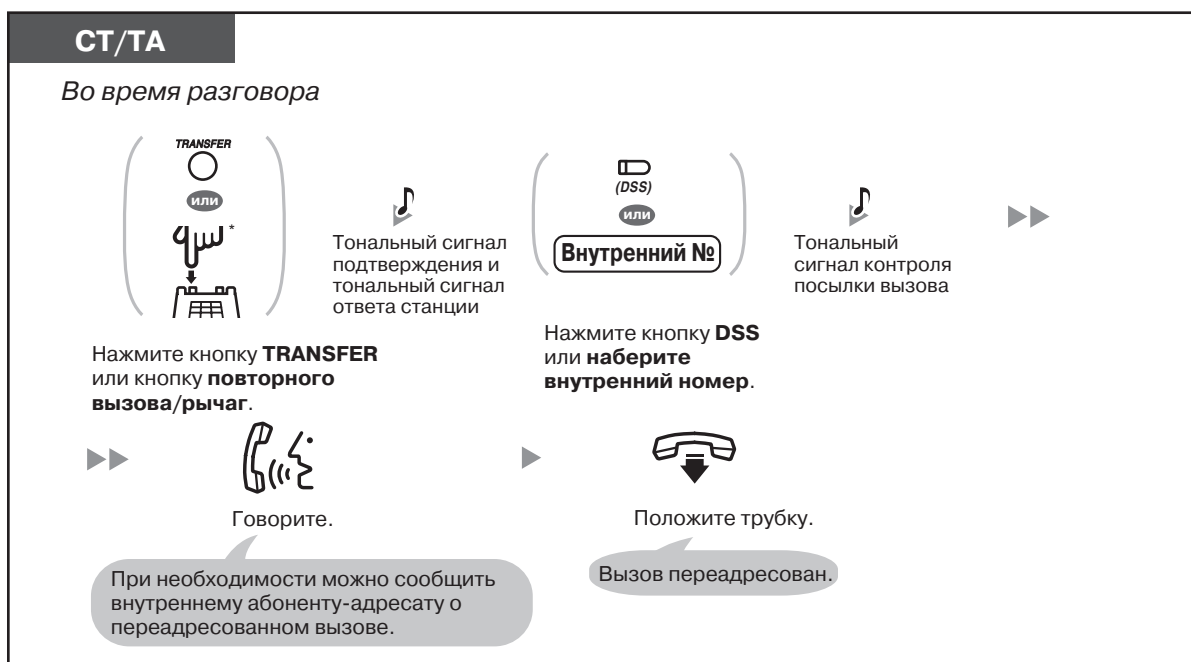 СТ/ТА
Во время разговора
TRANSFER
или
*
Нажмите кнопку TRANSFER
или кнопку повторного
вызова/рычаг.
Тональный сигнал
подтверждения и
тональный сигнал
ответа станции
(DSS)
или
Внутренний №
Нажмите кнопку DSS
или наберите
внутренний номер.
Тональный
сигнал контроля
посылки вызова
Говорите.
При необходимости можно сообщить
внутреннему абоненту-адресату о
переадресованном вызове.
Положите трубку.
Вызов переадресован.